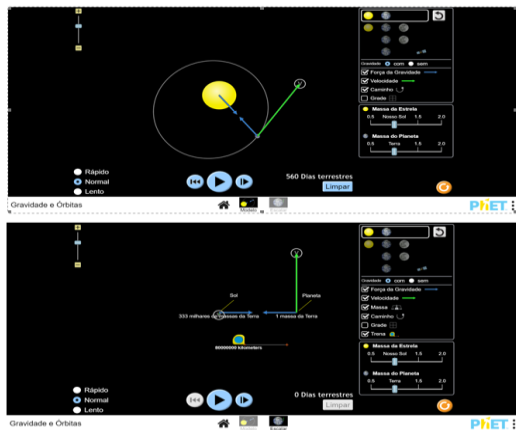 Gravidade com sem
Força da Gravidade
Velocidade
Caminho
Grade
Massa da Estrela
0.5 Nosso Sol 1.5 2.0
Massa do Planeta
0.5 Terra 1.5 2.0
V
560 Dias terrestres
Limpar
Rápido
Normal
Lento
Gravidade e Órbitas
Modelo
PhET
Gravidade com sem
Força da Gravidade
Velocidade
Massa
Caminho
Grade
Trena
Massa da Estrela
0.5 Nosso Sol 1.5 2.0
Massa do Planeta
0.5 Terra 1.5 2.0
V
Sol
Planeta
333 milhares de massas da Terra
1 massa da Terra
kilometers
0 Dias terrestres
Limpar
Rápido
Normal
Lento
Gravidade e Órbitas
PhET